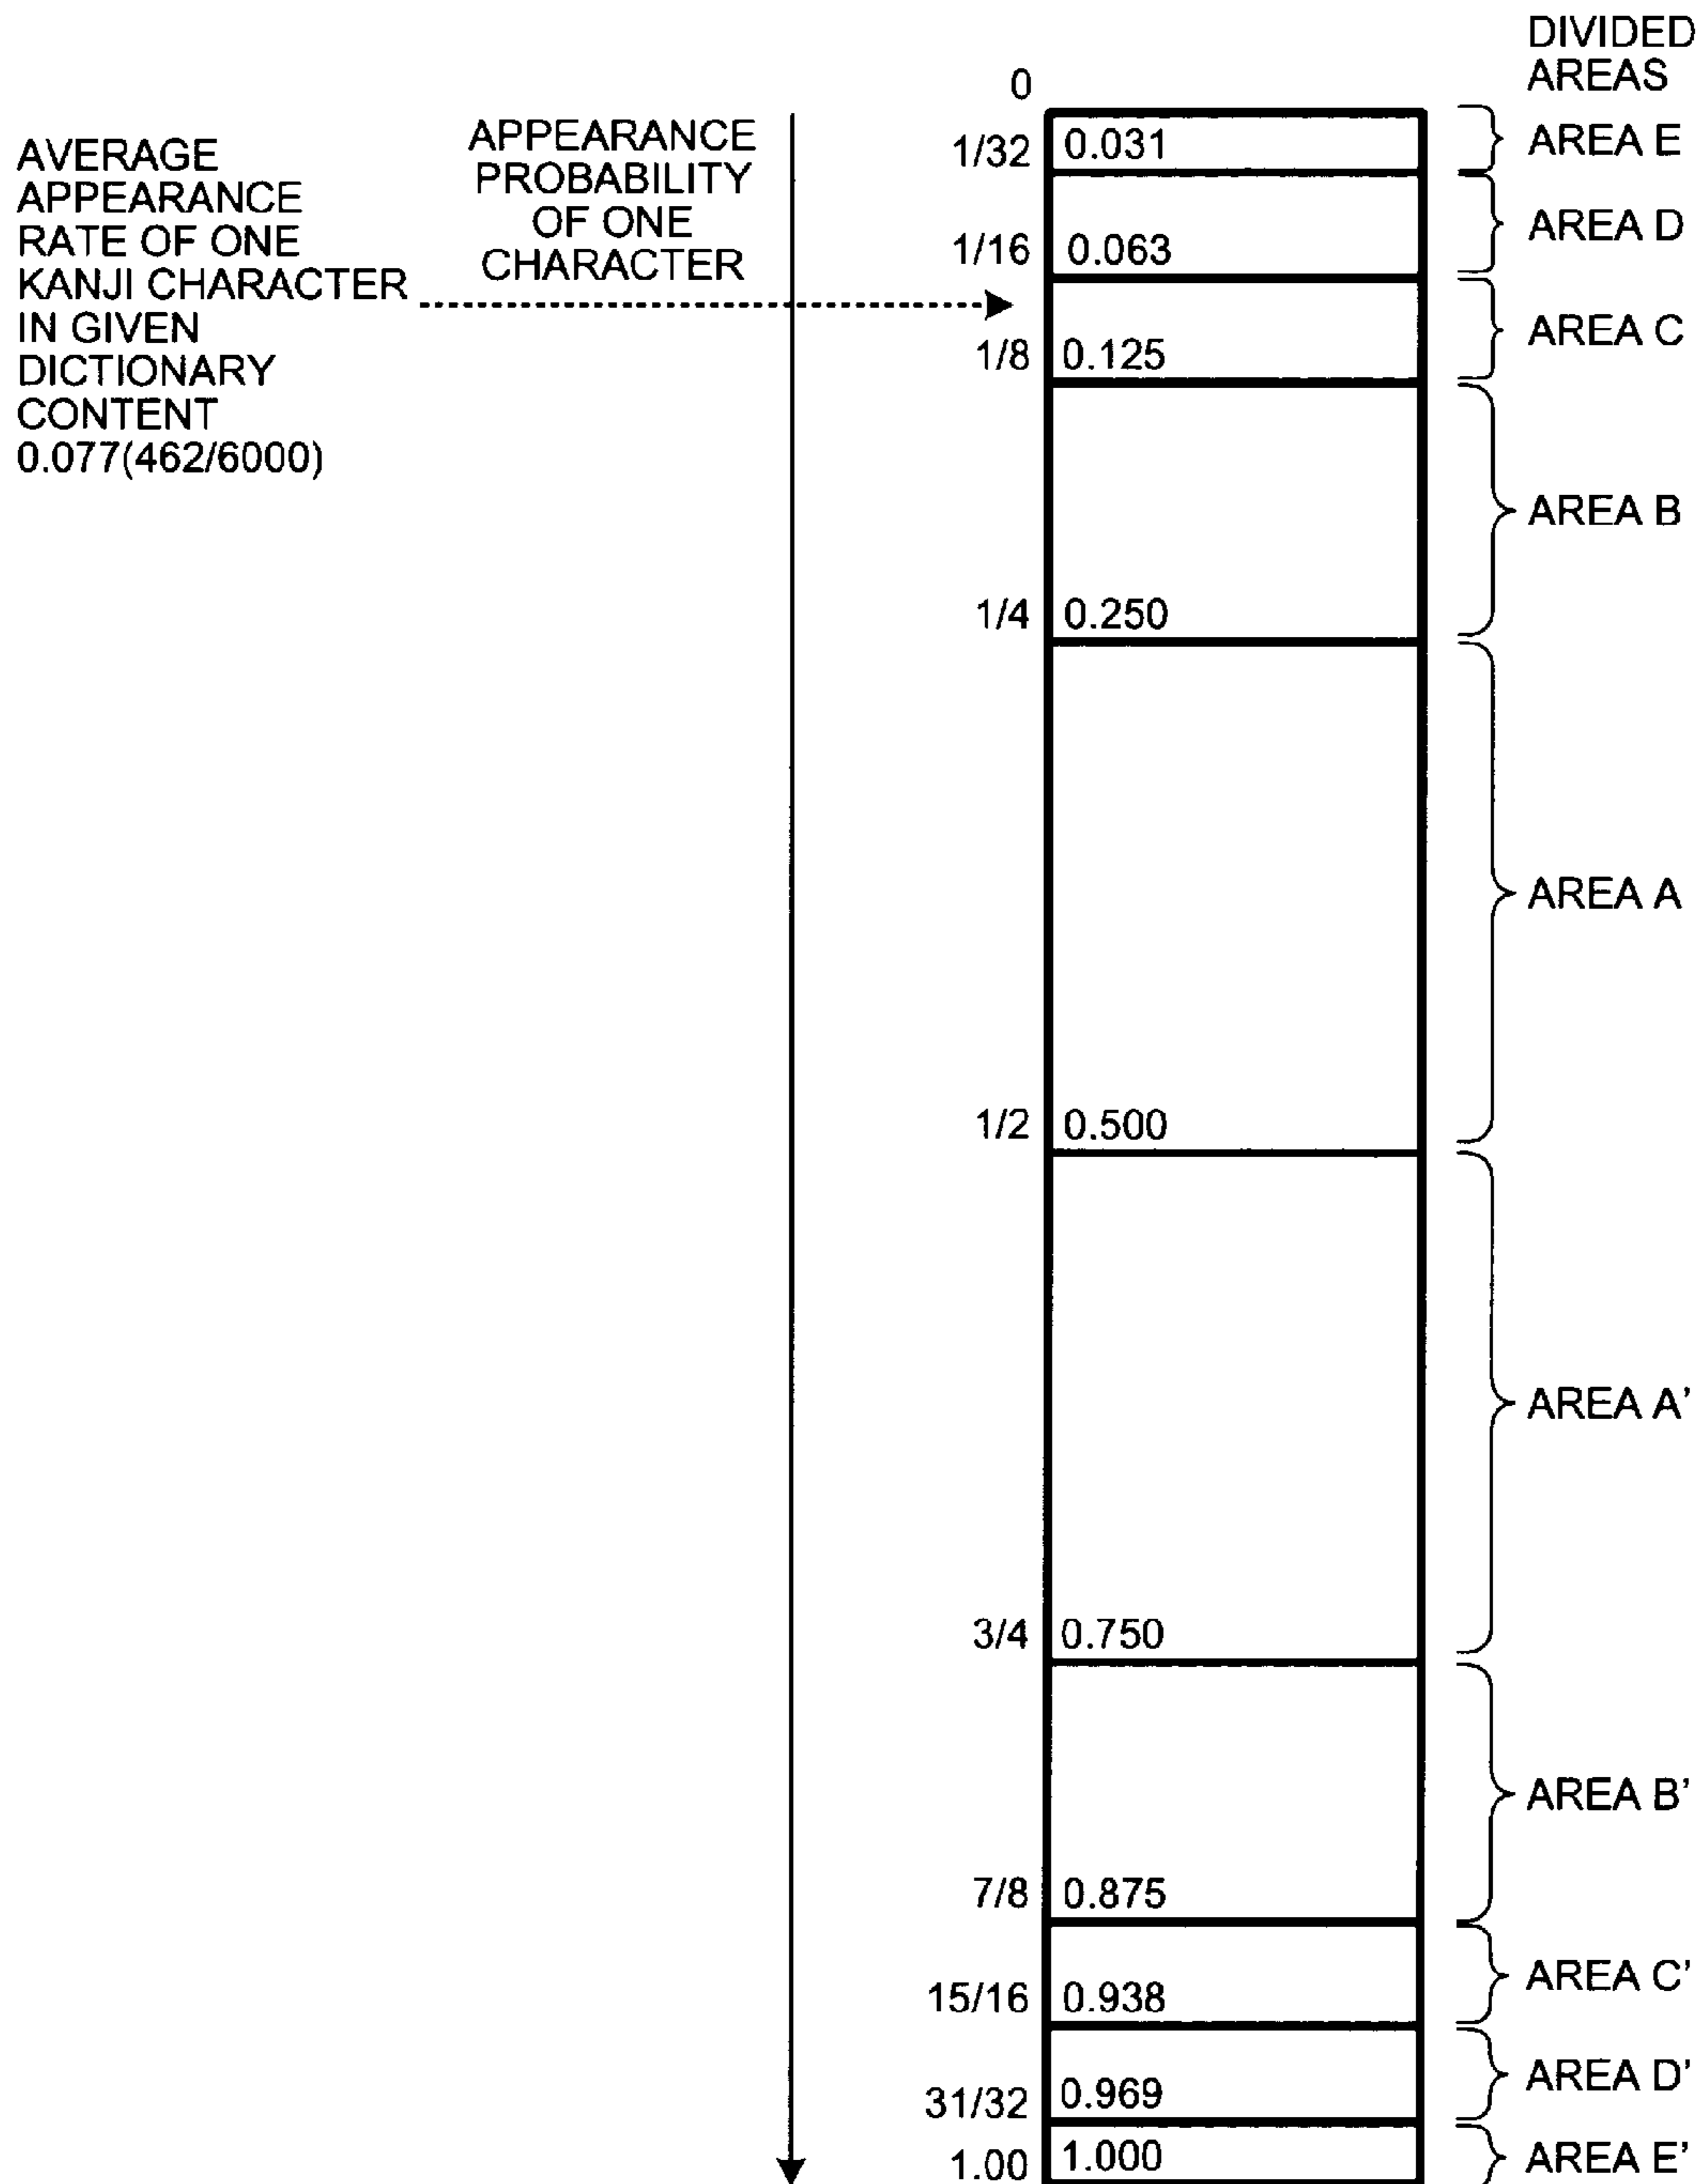 DIVIDED
AREAS
AVERAGE
APPEARANCE
RATE OF ONE
KANJI CHARACTER
IN GIVEN
DICTIONARY
CONTENT
0.077(462/6000)
APPEARANCE
PROBABILITY
OF ONE
CHARACTER
0
1/32 0.031 AREA E
1/16 0.063 AREA D
1/8 0.125 AREA C
1/4 0.250 AREA B
1/2 0.500 AREA A
3/4 0.750 AREA A’
7/8 0.875 AREA B’
15/16 0.938 AREA C’
31/32 0.969 AREA D’
1.00 1.000 AREA E’